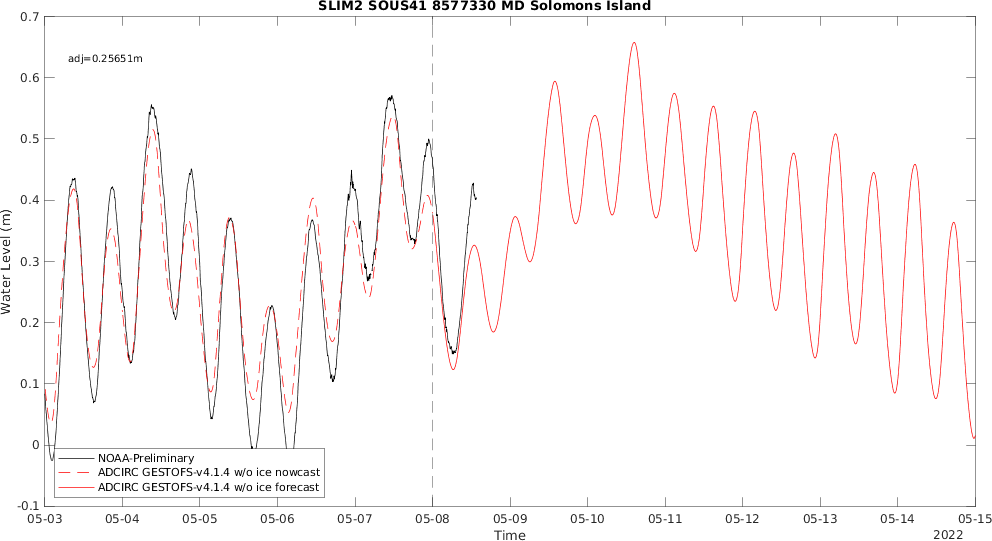 SLIM2 SOUS41 8577330 MD Solomons Island
adj=0.25651m
Water Level (m)
0.7
0.6
0.5
0.4
0.3
0.2
0.1
0
-0.1
NOAA-Preliminary
ADCIRC GESTOFS-v4.1.4 w/o ice nowcast
ADCIRC GESTOFS-v4.1.4 w/o ice forecast
05-03 05-04 05-05 05-06 05-07 05-08 05-09 05-10 05-11 05-12 05-13 05-14 05-15
Time
2022